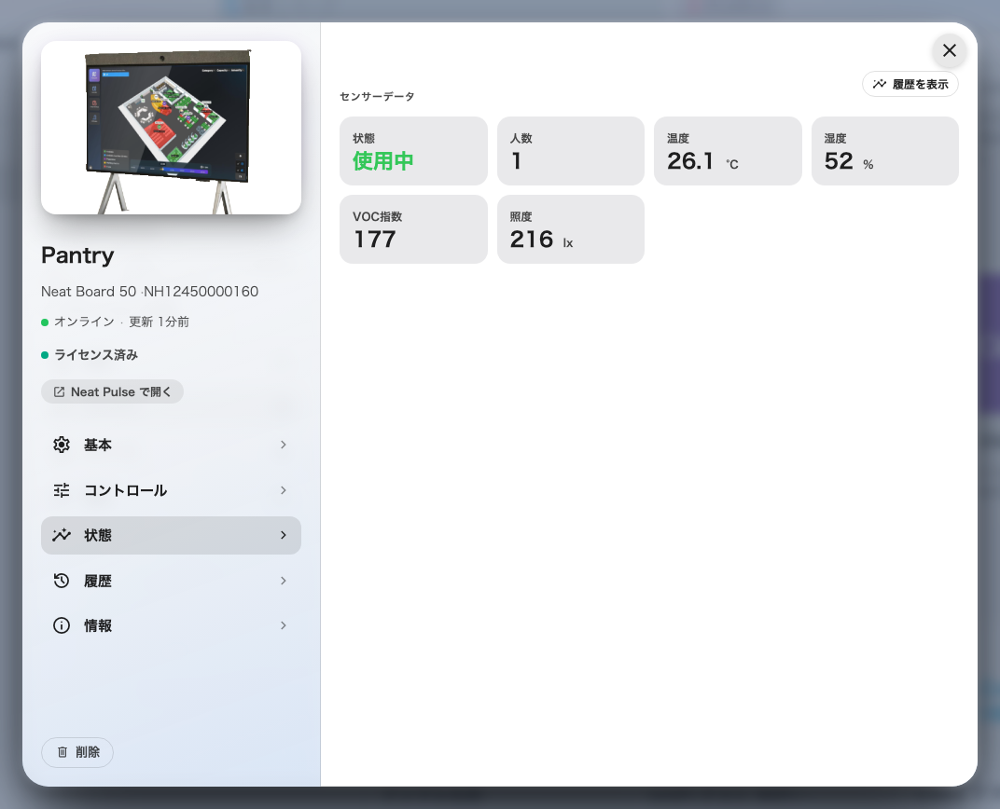 Pantry
Neat Board 50 ·NH12450000160
オンライン · 更新 1分前
ライセンス済み
Neat Pulse で開く
基本
コントロール
状態
履歴
情報
削除
履歴を表示
センサーデータ
状態
使用中
人数
1
温度
26.1 °C
湿度
52 %
VOC指数
177
照度
216 lx